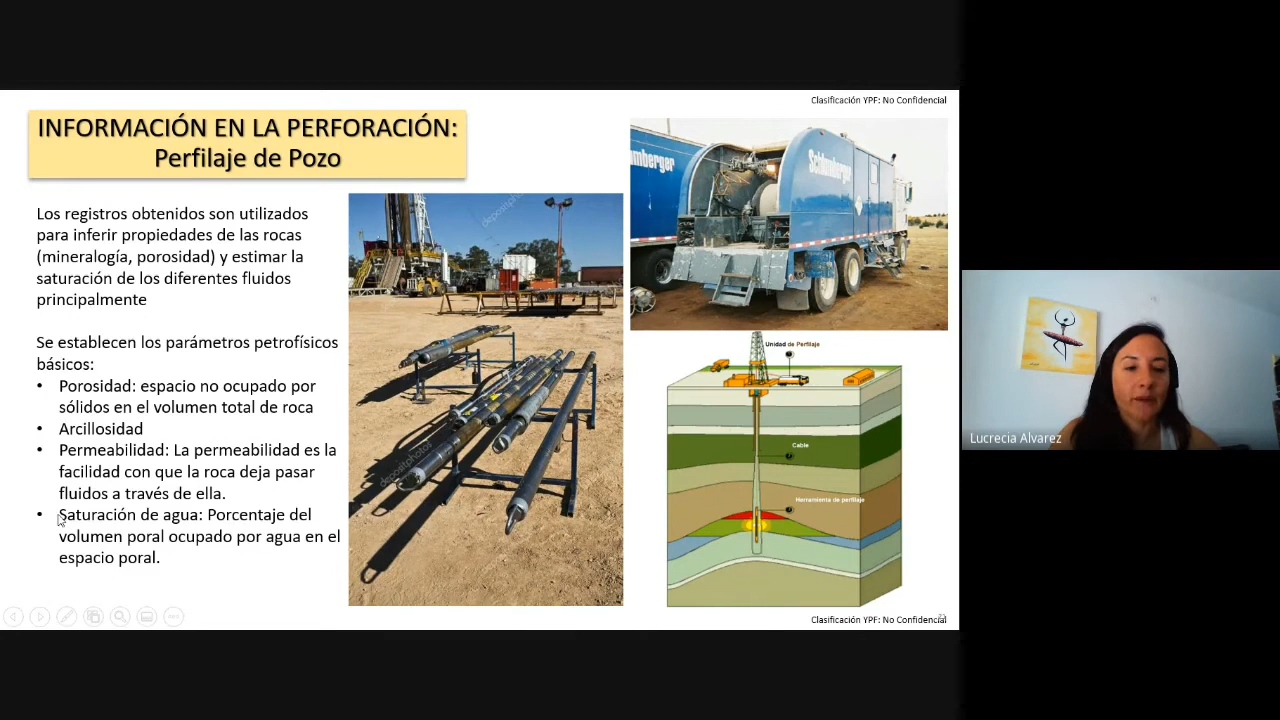 Clasificación YPF: No Confidencial
INFORMACIÓN EN LA PERFORACIÓN:
Perfilaje de Pozo
Los registros obtenidos son utilizados
para inferir propiedades de las rocas
(mineralogía, porosidad) y estimar la
saturación de los diferentes fluidos
principalmente
Se establecen los parámetros petrofísicos
básicos:
• Porosidad: espacio no ocupado por
sólidos en el volumen total de roca
• Arcillosidad
• Permeabilidad: La permeabilidad es la
facilidad con que la roca deja pasar
fluidos a través de ella.
• Saturación de agua: Porcentaje del
volumen poral ocupado por agua en el
espacio poral.
depositphotos
depositphotos
umberger
Schlumberger
Unidad de Perfilaje
Cable
Herramienta de perfilaje
Clasificación YPF: No Confidencial
Lucrecia Alvarez